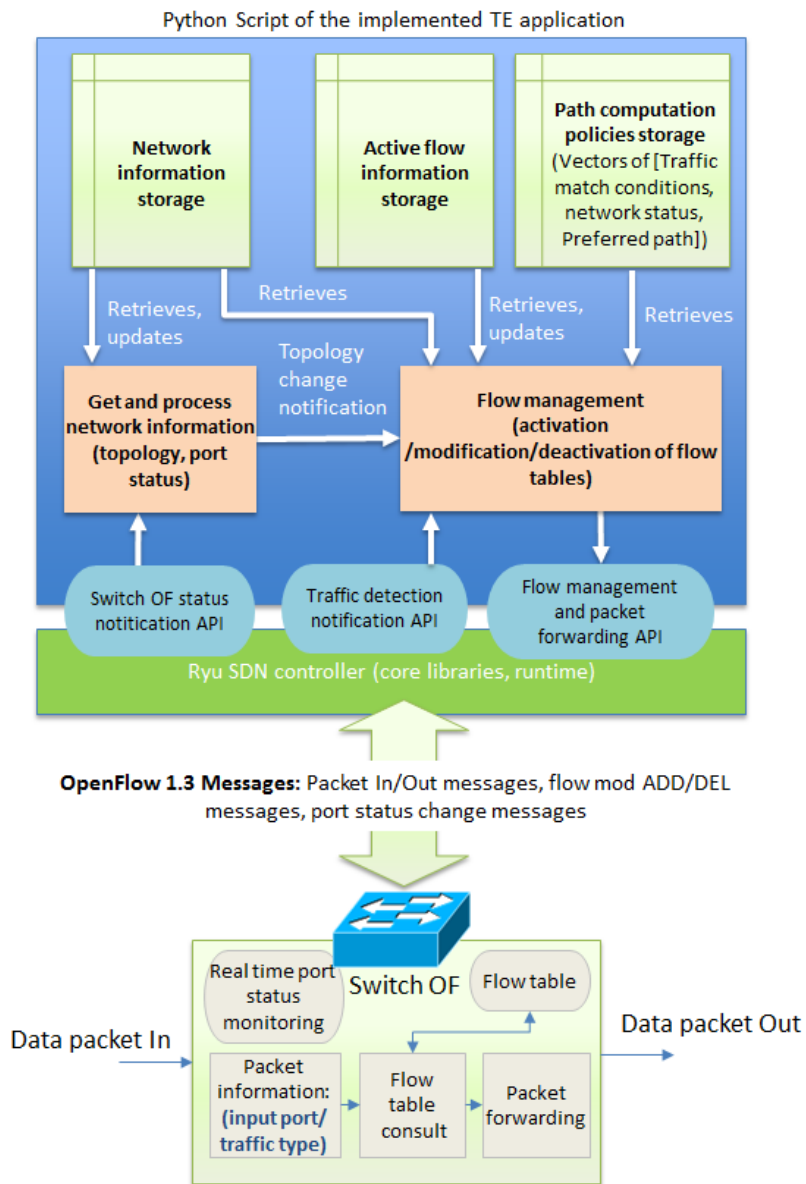 Python Script of the implemented TE application
Network
information
storage
Active flow
information
storage
Path computation
policies storage
(Vectors of [Traffic
match conditions,
network status,
Preferred path])
Retrieves,
updates
Retrieves
Retrieves,
updates
Retrieves
Topology
change
notification
Get and process
network information
(topology, port
status)
Flow management
(activation
/modification/deactivation of flow
tables)
Switch OF status
notitication API
Traffic detection
notification API
Flow management
and packet
forwarding API
Ryu SDN controller (core libraries, runtime)
OpenFlow 1.3 Messages: Packet In/Out messages, flow mod ADD/DEL
messages, port status change messages
Real time port
status
monitoring
Switch OF
Flow table
Data packet In
Data packet Out
Packet
information:
(input port/
traffic type)
Flow
table
consult
Packet
forwarding